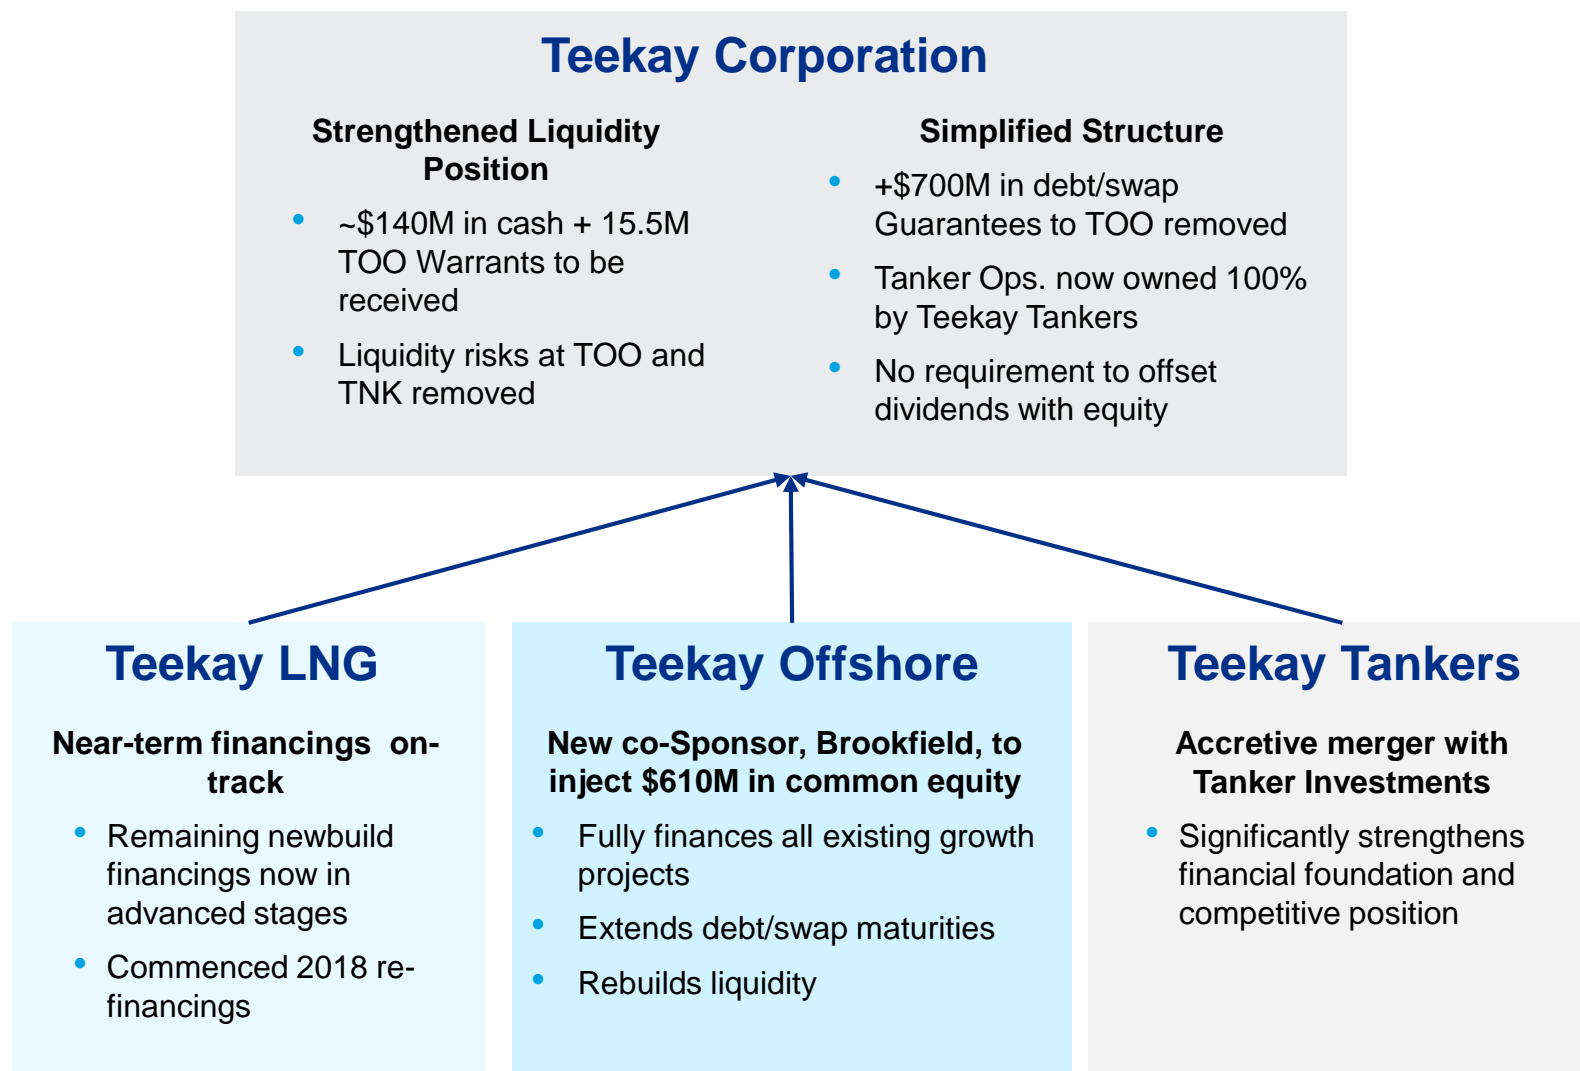 Teekay Corporation
Strengthened Liquidity
Position
• ~$140M in cash + 15.5M
TOO Warrants to be
received
• Liquidity risks at TOO and
TNK removed
Simplified Structure
• +$700M in debt/swap
Guarantees to TOO removed
• Tanker Ops. now owned 100%
by Teekay Tankers
• No requirement to offset
dividends with equity
Teekay LNG
Near-term financings  on-
track
• Remaining newbuild
financings now in
advanced stages
• Commenced 2018 re-
financings
Teekay Offshore
New co-Sponsor, Brookfield, to
inject $610M in common equity
• Fully finances all existing growth
projects
• Extends debt/swap maturities
• Rebuilds liquidity
Teekay Tankers
Accretive merger with
Tanker Investments
• Significantly strengthens
financial foundation and
competitive position